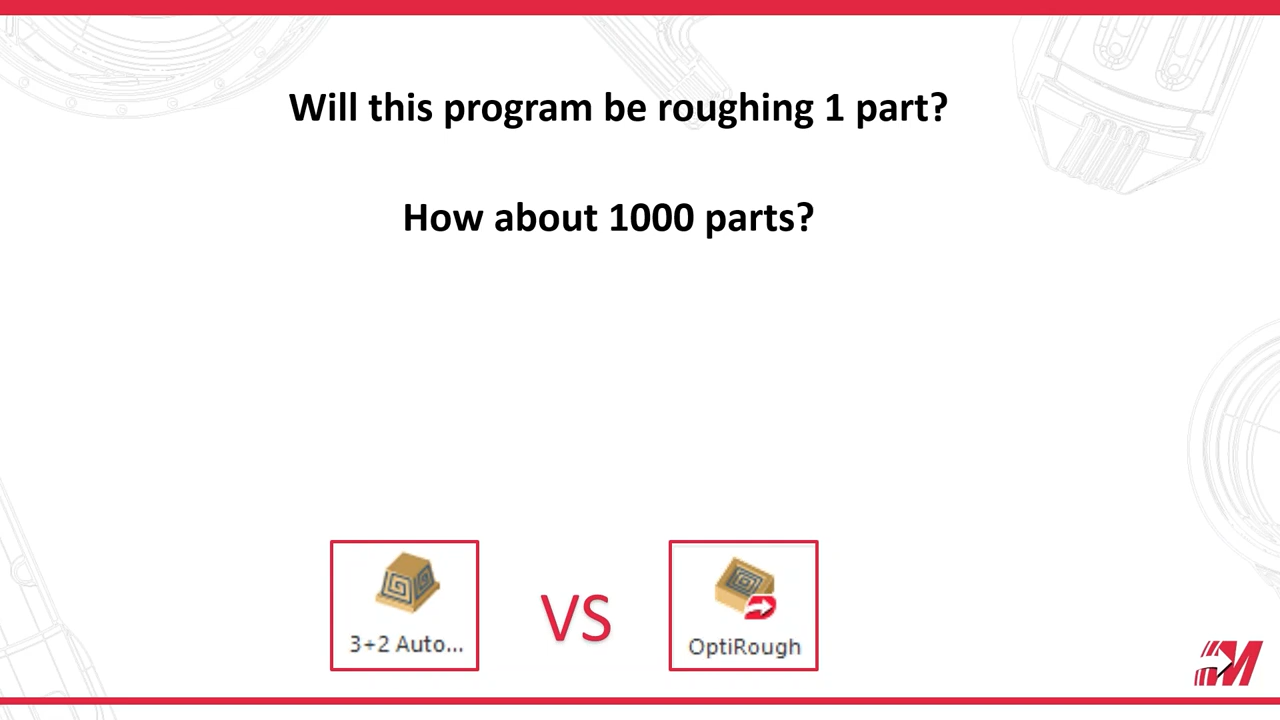 Will this program be roughing 1 part?
How about 1000 parts?
3+2 Auto...
VS
OptiRough